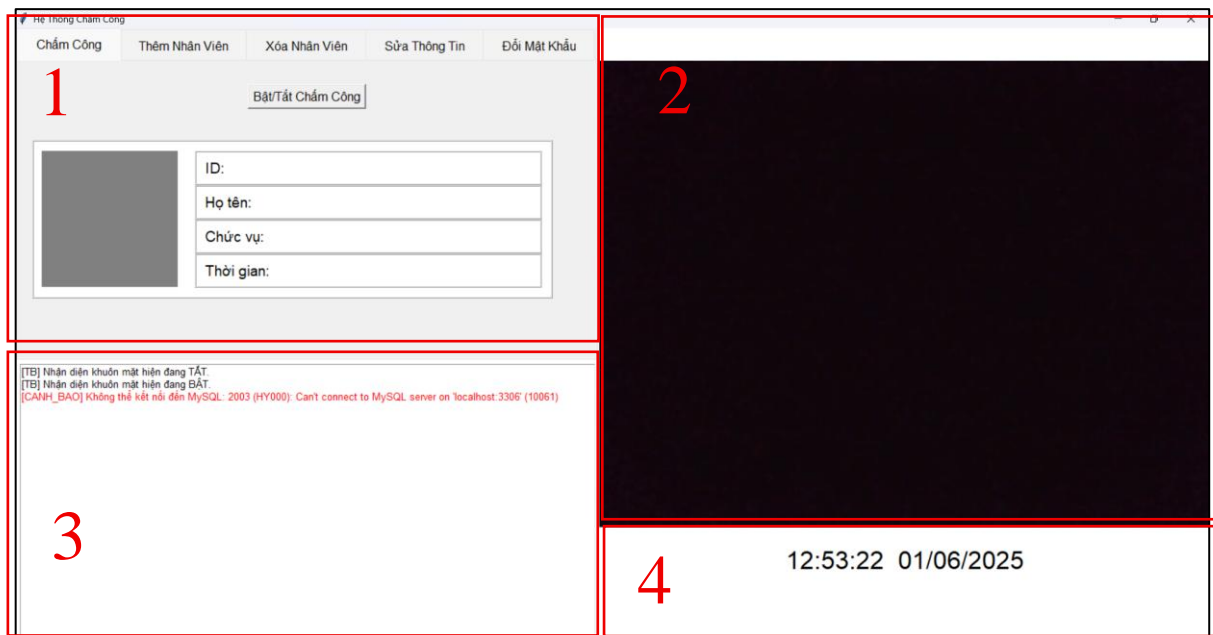 Hệ Thống Chấm Công
Chấm Công Thêm Nhân Viên Xóa Nhân Viên Sửa Thông Tin Đổi Mật Khẩu
1
2
Bật/Tắt Chấm Công
ID:
Họ tên:
Chức vụ:
Thời gian:
[TB] Nhận diện khuôn mặt hiện đang TẮT.
[TB] Nhận diện khuôn mặt hiện đang BẬT.
[CANH_BAO] Không thể kết nối đến MySQL: 2003 (HY000): Can't connect to MySQL server on 'localhost:3306' (10061)
3
4
12:53:22 01/06/2025